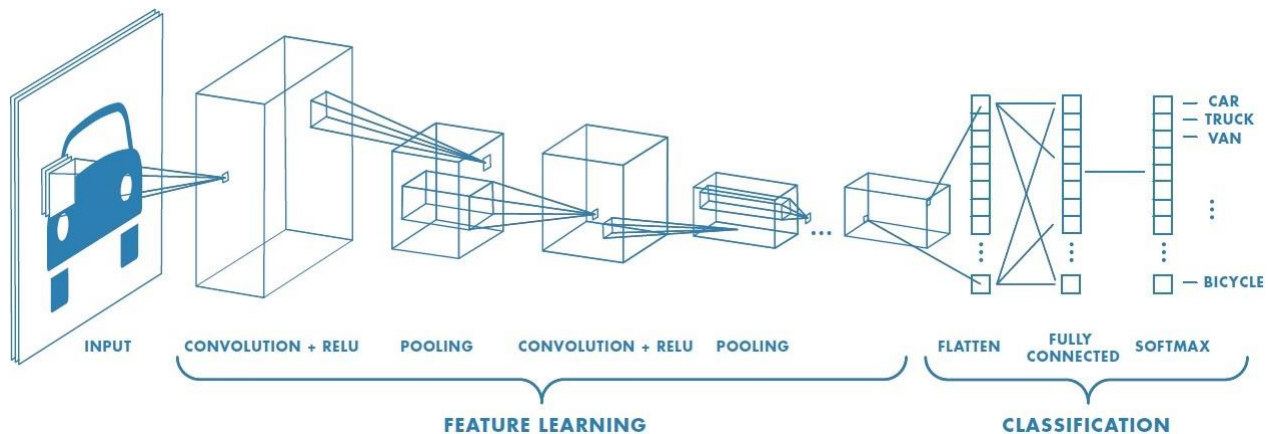 CAR
TRUCK
VAN
BICYCLE
INPUT
CONVOLUTION + RELU
POOLING
CONVOLUTION + RELU
POOLING
FLATTEN
FULLY
CONNECTED
SOFTMAX
FEATURE LEARNING
CLASSIFICATION